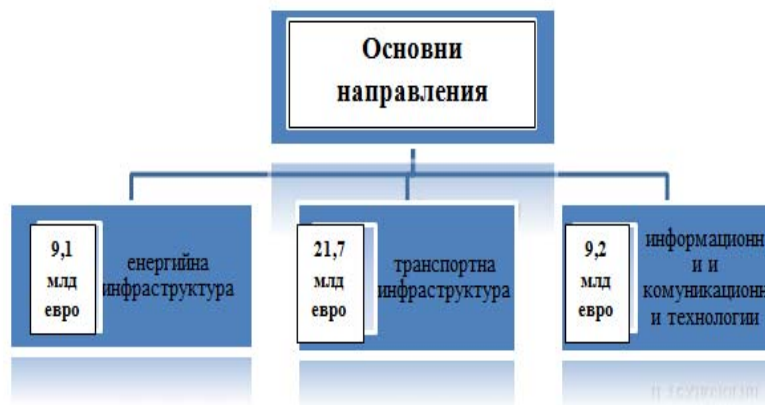 Основни
направления
9,1
млд
евро
енергийна
инфраструктура
21,7
млд
евро
транспортна
инфраструктура
9,2
млд
евро
информационн
и и
комуникационн
и технологии